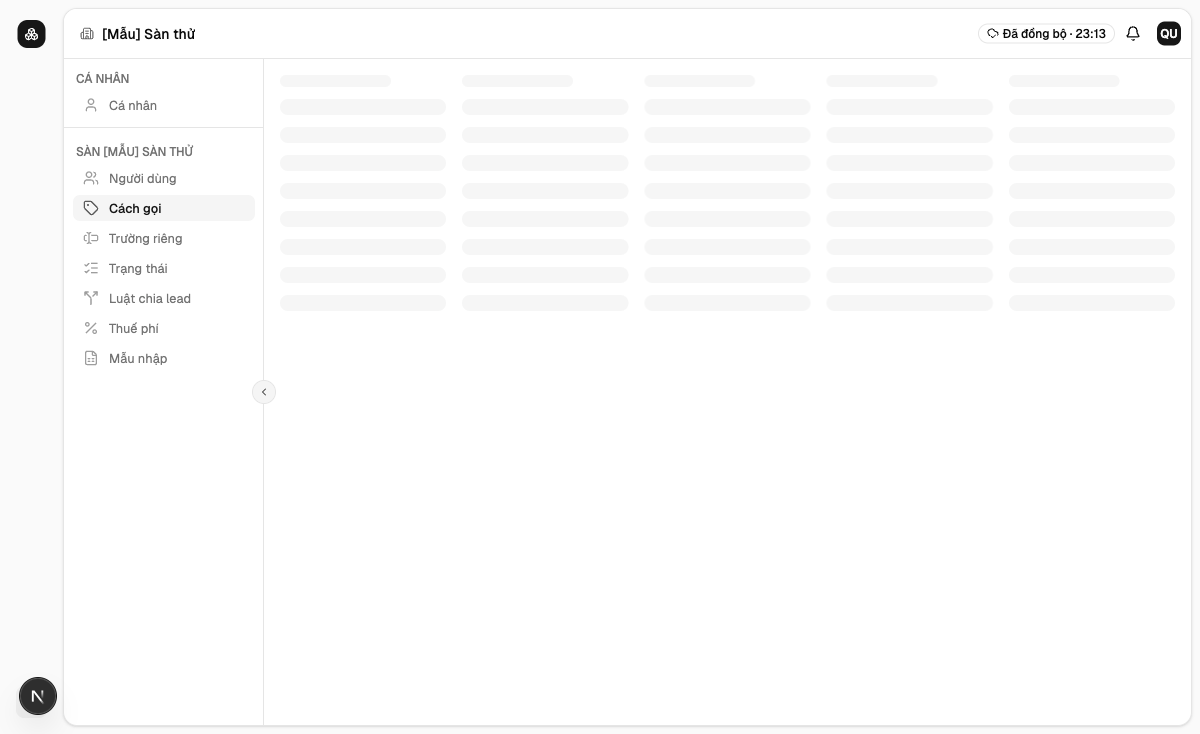 [Mẫu] Sàn thử
Đã đồng bộ · 23:13
QU
CÁ NHÂN
Cá nhân
SÀN [MẪU] SÀN THỬ
Người dùng
Cách gọi
Trường riêng
Trạng thái
Luật chia lead
Thuế phí
Mẫu nhập
N